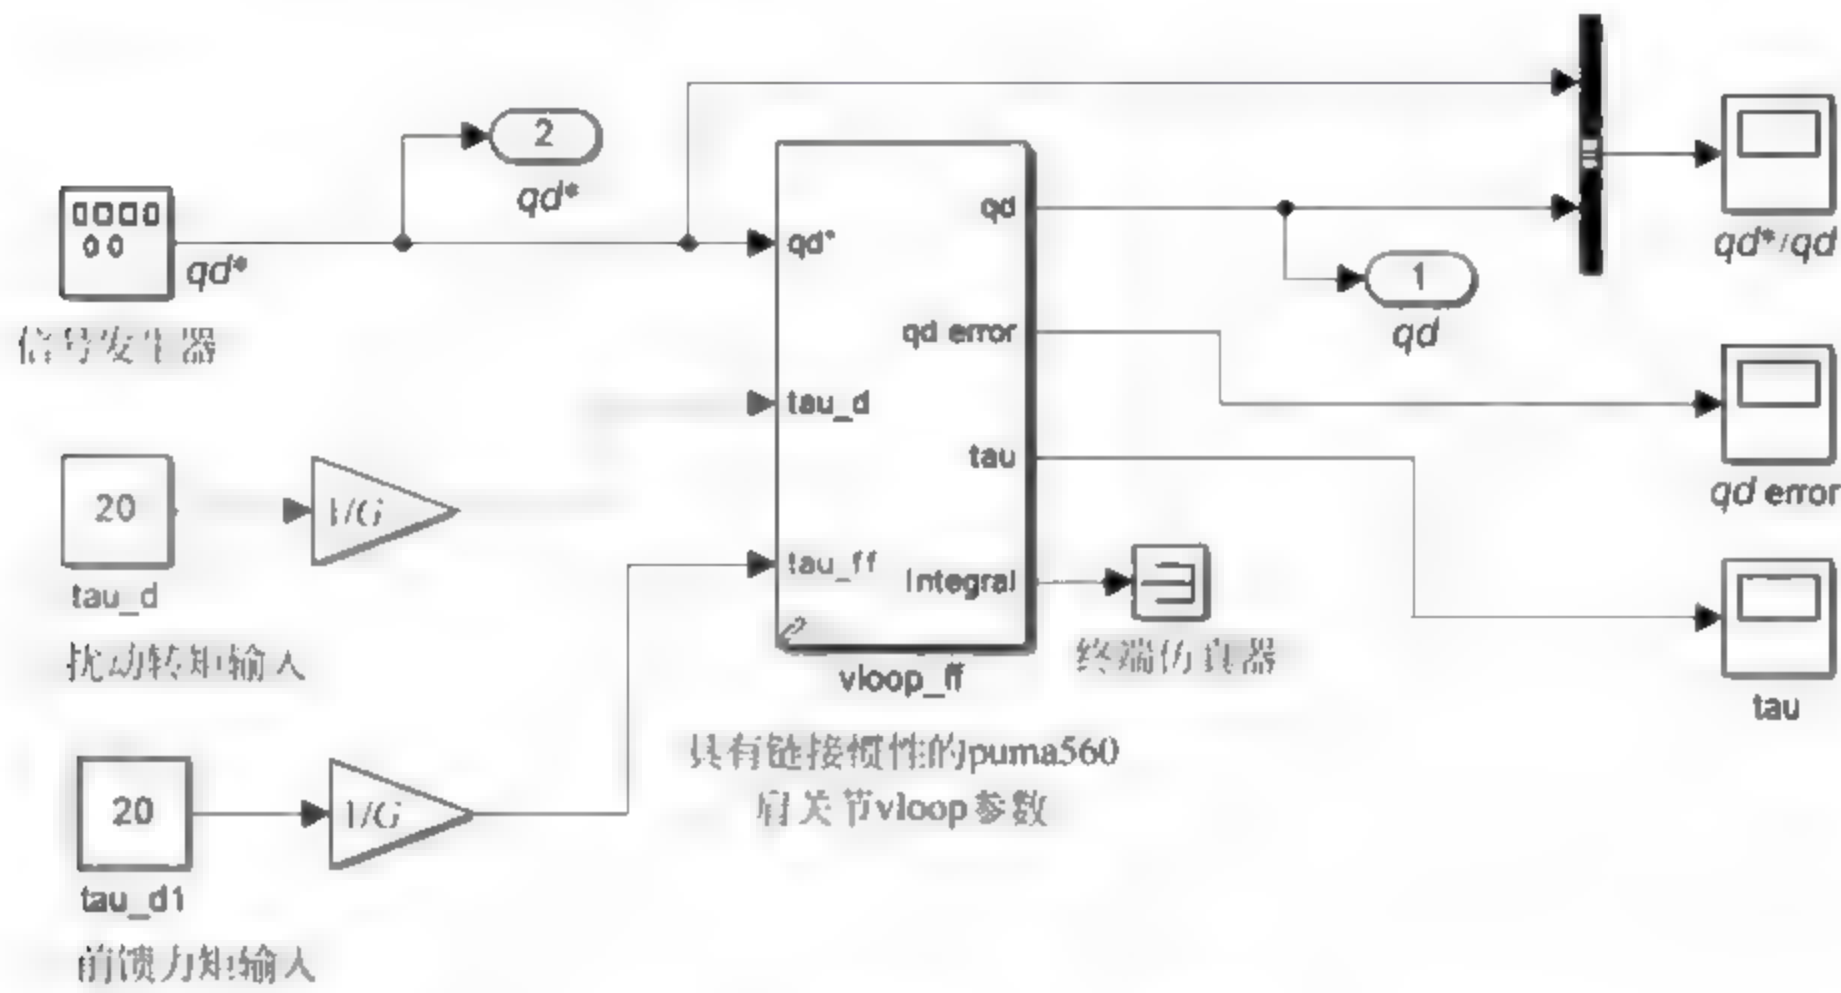 2
qd*
qd*
信号发生器
qd*
tau_d
tau_ff
qd
qd error
tau
Integral
vloop_ff
具有链接惯性的puma560
肩关节vloop参数
1
qd
qd*/qd
qd error
tau
终端仿真器
20
1/G
tau_d
扰动转矩输入
20
1/G
tau_d1
前馈力矩输入